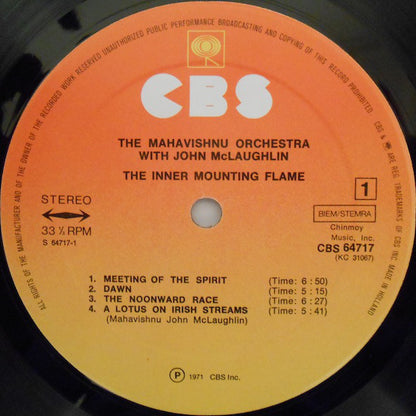 ALL RIGHTS OF THE MANUFACTURER AND OF THE OWNER OF THE RECORDED WORK RESERVED UNAUTHORIZED PUBLIC PERFORMANCE BROADCASTING AND COPYING OF THIS RECORD PROHIBITED
CBS & ARE REG. TRADEMARKS OF CBS INC. MADE IN HOLLAND
CBS
THE MAHAVISHNU ORCHESTRA
WITH JOHN McLAUGHLIN
THE INNER MOUNTING FLAME
STEREO
33 ⅓ RPM
S 64717-1
1
BIEM/STEMRA
Chinmoy
Music, Inc.
CBS 64717
(KC 31067)
1. MEETING OF THE SPIRIT (Time: 6 : 50)
2. DAWN (Time: 5 : 15)
3. THE NOONWARD RACE (Time: 6 : 27)
4. A LOTUS ON IRISH STREAMS (Time: 5 : 41)
(Mahavishnu John McLaughlin)
Ⓟ 1971 CBS Inc.